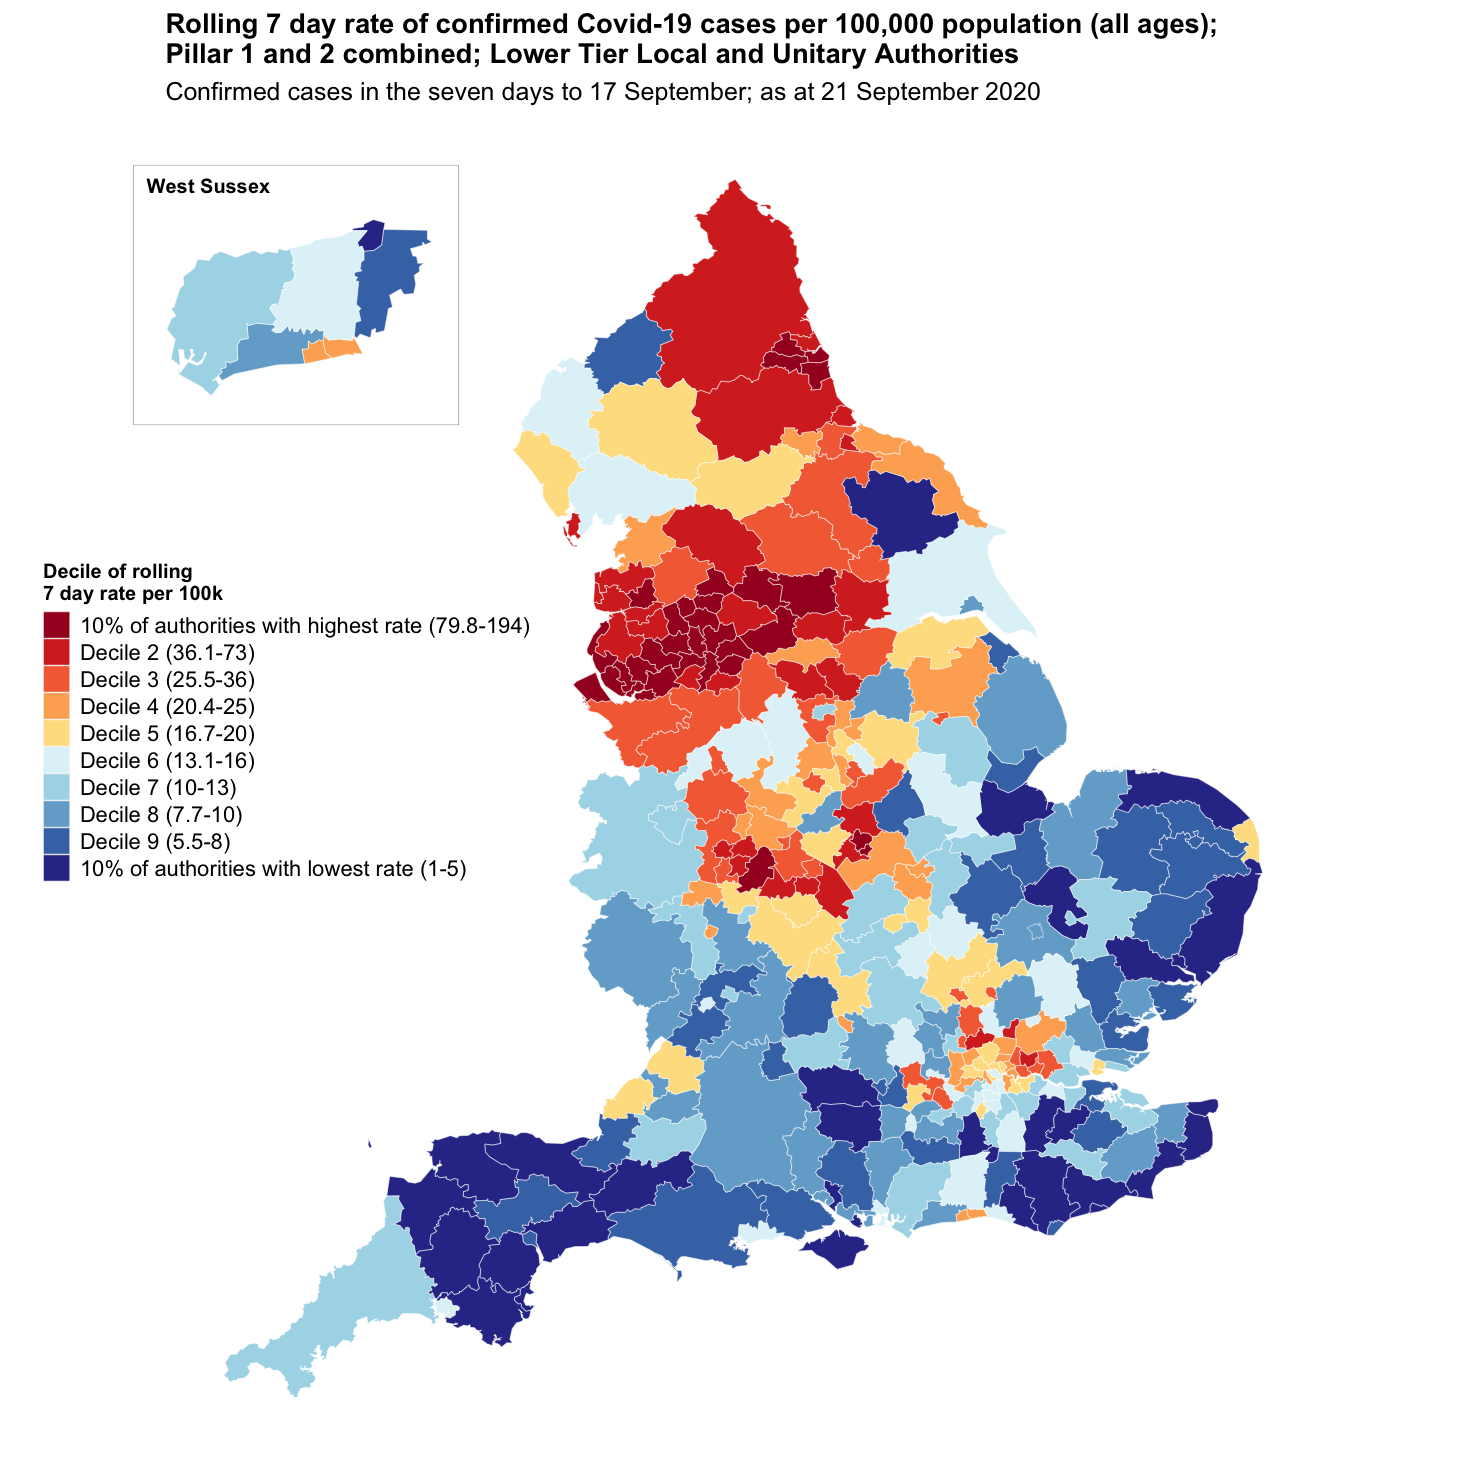 Rolling 7 day rate of confirmed Covid-19 cases per 100,000 population (all ages);
Pillar 1 and 2 combined; Lower Tier Local and Unitary Authorities
Confirmed cases in the seven days to 17 September; as at 21 September 2020
West Sussex
Decile of rolling
7 day rate per 100k
10% of authorities with highest rate (79.8-194)
Decile 2 (36.1-73)
Decile 3 (25.5-36)
Decile 4 (20.4-25)
Decile 5 (16.7-20)
Decile 6 (13.1-16)
Decile 7 (10-13)
Decile 8 (7.7-10)
Decile 9 (5.5-8)
10% of authorities with lowest rate (1-5)